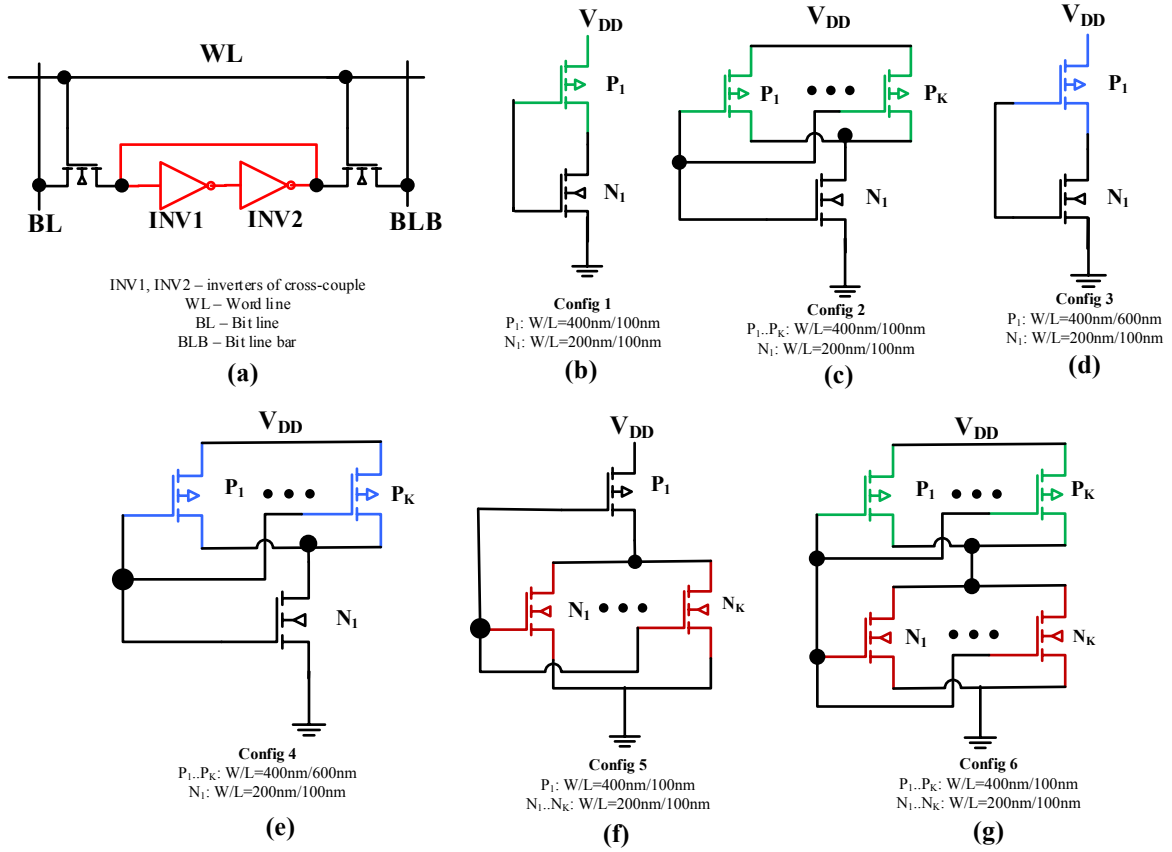 WL
BL
INV1
INV2
BLB
INV1, INV2 – inverters of cross-couple
WL – Word line
BL – Bit line
BLB – Bit line bar
(a)
VDD
P1
N1
Config 1
P1: W/L=400nm/100nm
N1: W/L=200nm/100nm
(b)
VDD
P1
PK
N1
Config 2
P1..PK: W/L=400nm/100nm
N1: W/L=200nm/100nm
(c)
VDD
P1
N1
Config 3
P1: W/L=400nm/600nm
N1: W/L=200nm/100nm
(d)
VDD
P1
PK
N1
Config 4
P1..PK: W/L=400nm/600nm
N1: W/L=200nm/100nm
(e)
VDD
P1
N1
NK
Config 5
P1: W/L=400nm/100nm
N1..NK: W/L=200nm/100nm
(f)
VDD
P1
PK
N1
NK
Config 6
P1..PK: W/L=400nm/100nm
N1..NK: W/L=200nm/100nm
(g)